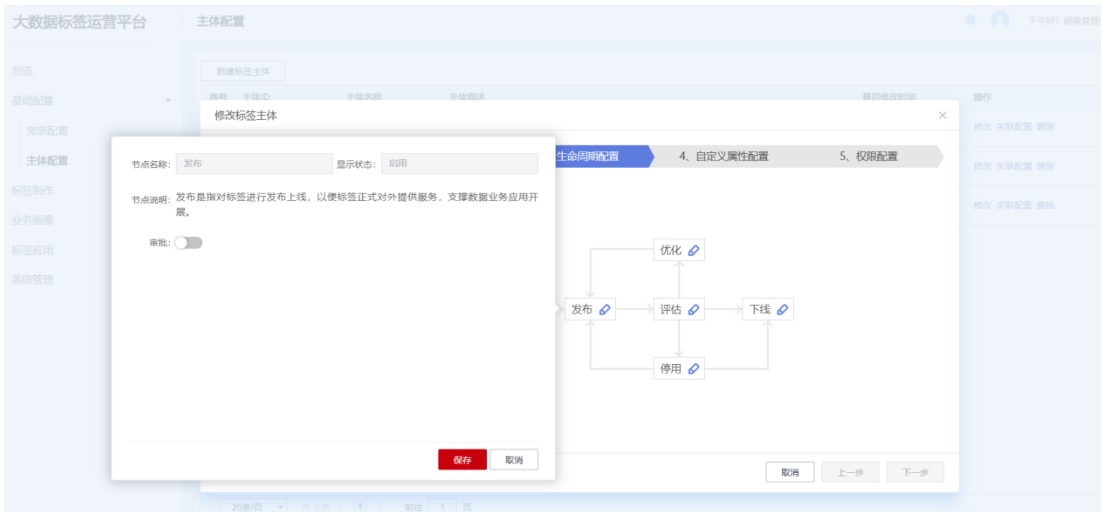 大数据标签运营平台
主体配置
下午好！超级管理
总览
基础配置
宽表配置
主体配置
标签制作
业务画像
标签应用
系统管理
新建标签主体
序号 主体ID 主体名称 主体描述 最后修改时间 操作
修改 关联配置 删除
修改 关联配置 删除
修改 关联配置 删除
修改标签主体
生命周期配置
4、自定义属性配置
5、权限配置
节点名称: 发布
显示状态: 启用
节点说明: 发布是指对标签进行发布上线，以便标签正式对外提供服务，支撑数据业务应用开
展。
审批:
保存
取消
优化
发布
评估
下线
停用
取消
上一步
下一步
20条/页 共 3 条 1 前往 1 页